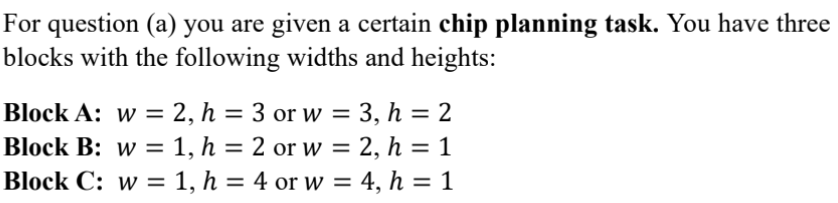 For question (a) you are given a certain chip planning task. You have three
blocks with the following widths and heights:
Block A: w = 2, h = 3 or w = 3, h = 2
Block B: w = 1, h = 2 or w = 2, h = 1
Block C: w = 1, h = 4 or w = 4, h = 1